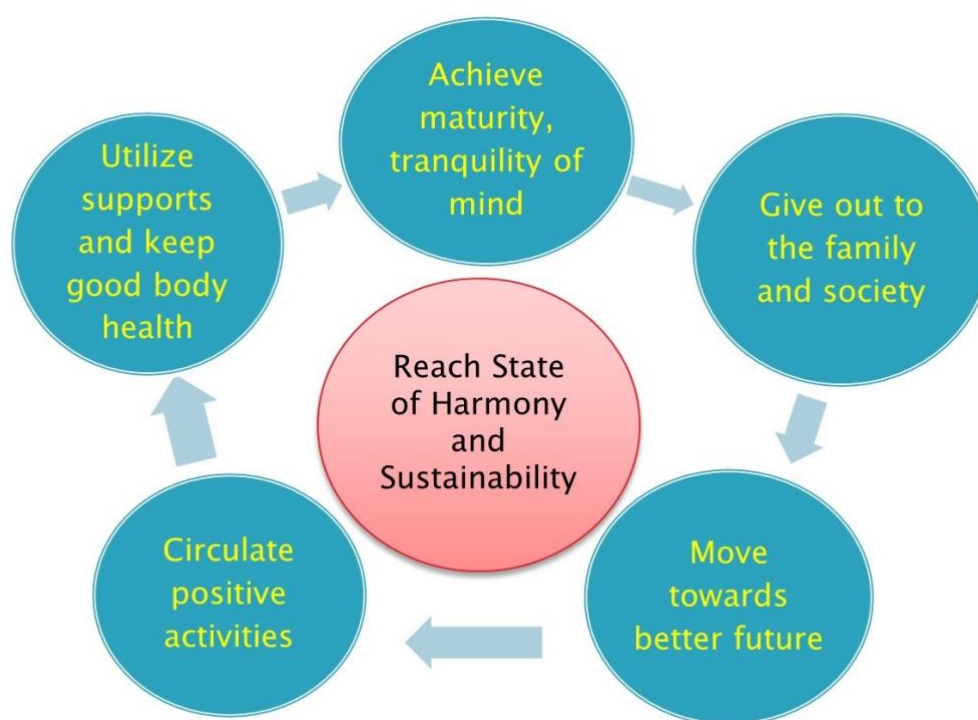 Achieve
maturity,
tranquility of
mind
Give out to
the family
and society
Move
towards
better future
Circulate
positive
activities
Utilize
supports
and keep
good body
health
Reach State
of Harmony
and
Sustainability